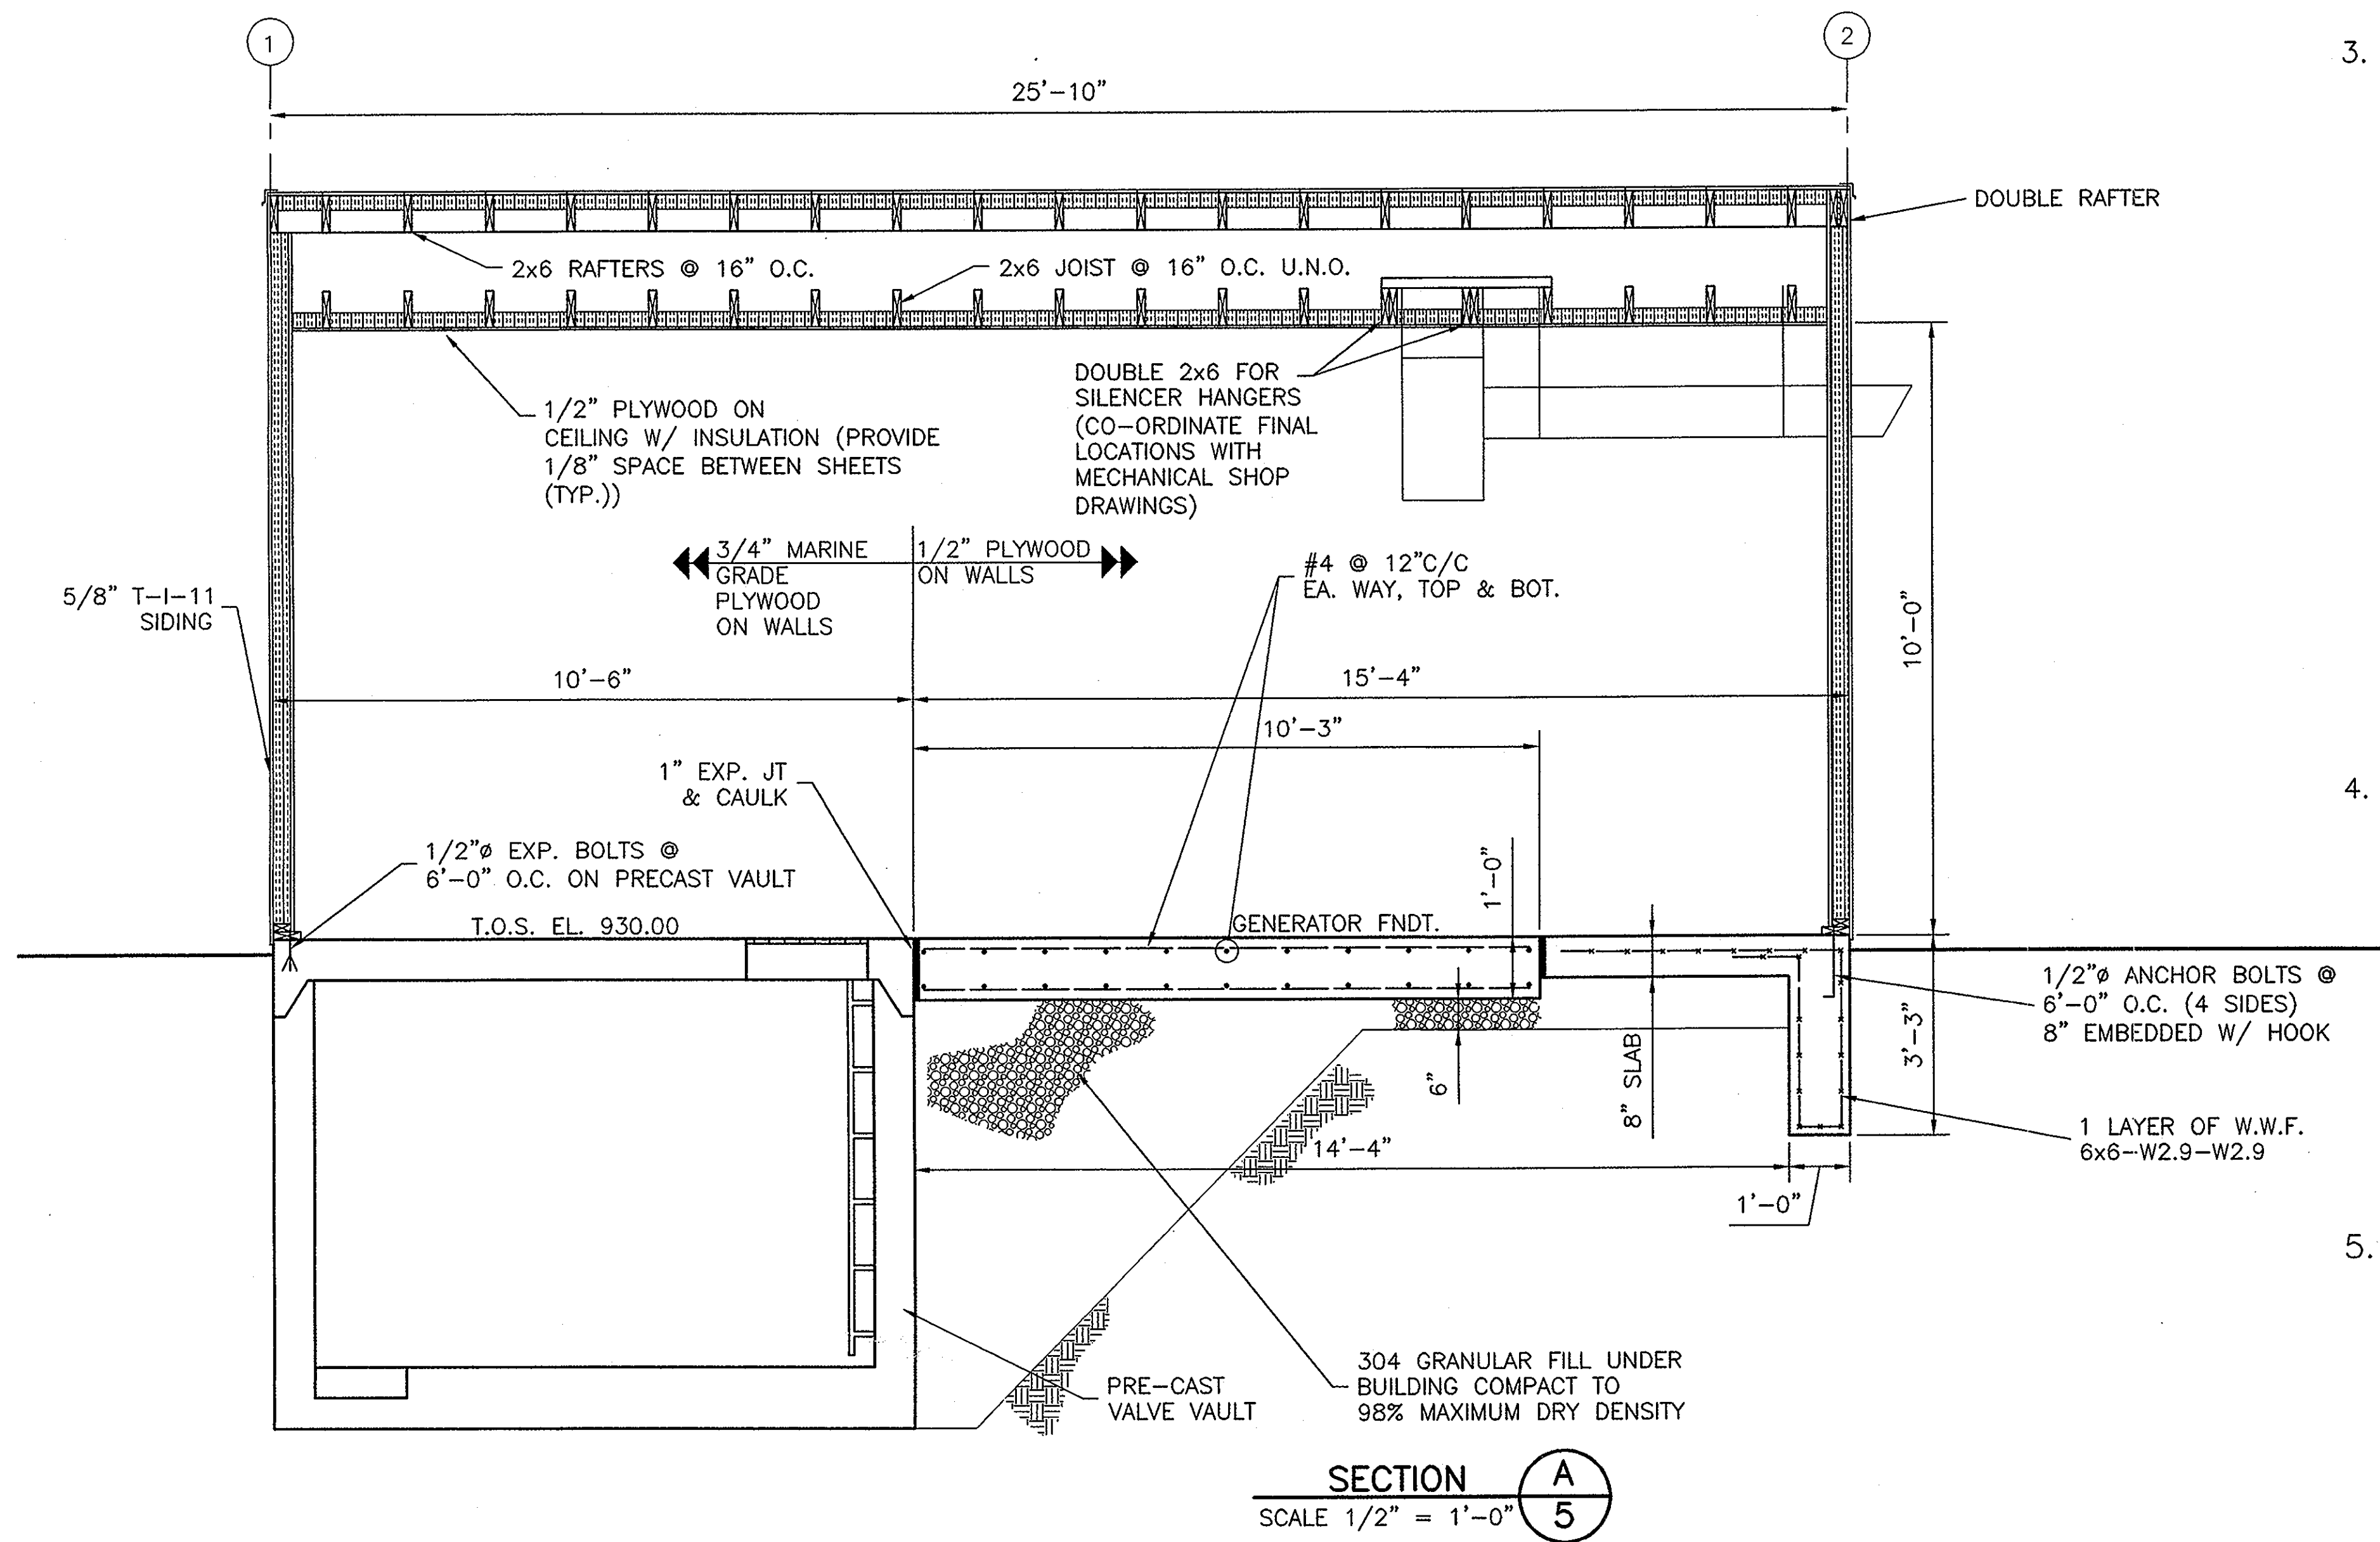 1
2
3.
25'-10"
DOUBLE RAFTER
2x6 RAFTERS @ 16" O.C.
2x6 JOIST @ 16" O.C. U.N.O.
1/2" PLYWOOD ON
CEILING W/ INSULATION (PROVIDE
1/8" SPACE BETWEEN SHEETS
(TYP.))
DOUBLE 2x6 FOR
SILENCER HANGERS
(CO-ORDINATE FINAL
LOCATIONS WITH
MECHANICAL SHOP
DRAWINGS)
3/4" MARINE
GRADE
PLYWOOD
ON WALLS
1/2" PLYWOOD
ON WALLS
#4 @ 12"C/C
EA. WAY, TOP & BOT.
5/8" T-I-11
SIDING
10'-0"
10'-6"
15'-4"
10'-3"
1" EXP. JT
& CAULK
4.
1/2"ø EXP. BOLTS @
6'-0" O.C. ON PRECAST VAULT
1'-0"
T.O.S. EL. 930.00
GENERATOR FNDT.
1/2"ø ANCHOR BOLTS @
6'-0" O.C. (4 SIDES)
8" EMBEDDED W/ HOOK
3'-3"
6"
8" SLAB
1 LAYER OF W.W.F.
6x6-W2.9-W2.9
14'-4"
1'-0"
5.
304 GRANULAR FILL UNDER
BUILDING COMPACT TO
98% MAXIMUM DRY DENSITY
PRE-CAST
VALVE VAULT
SECTION
A
5
SCALE 1/2" = 1'-0"